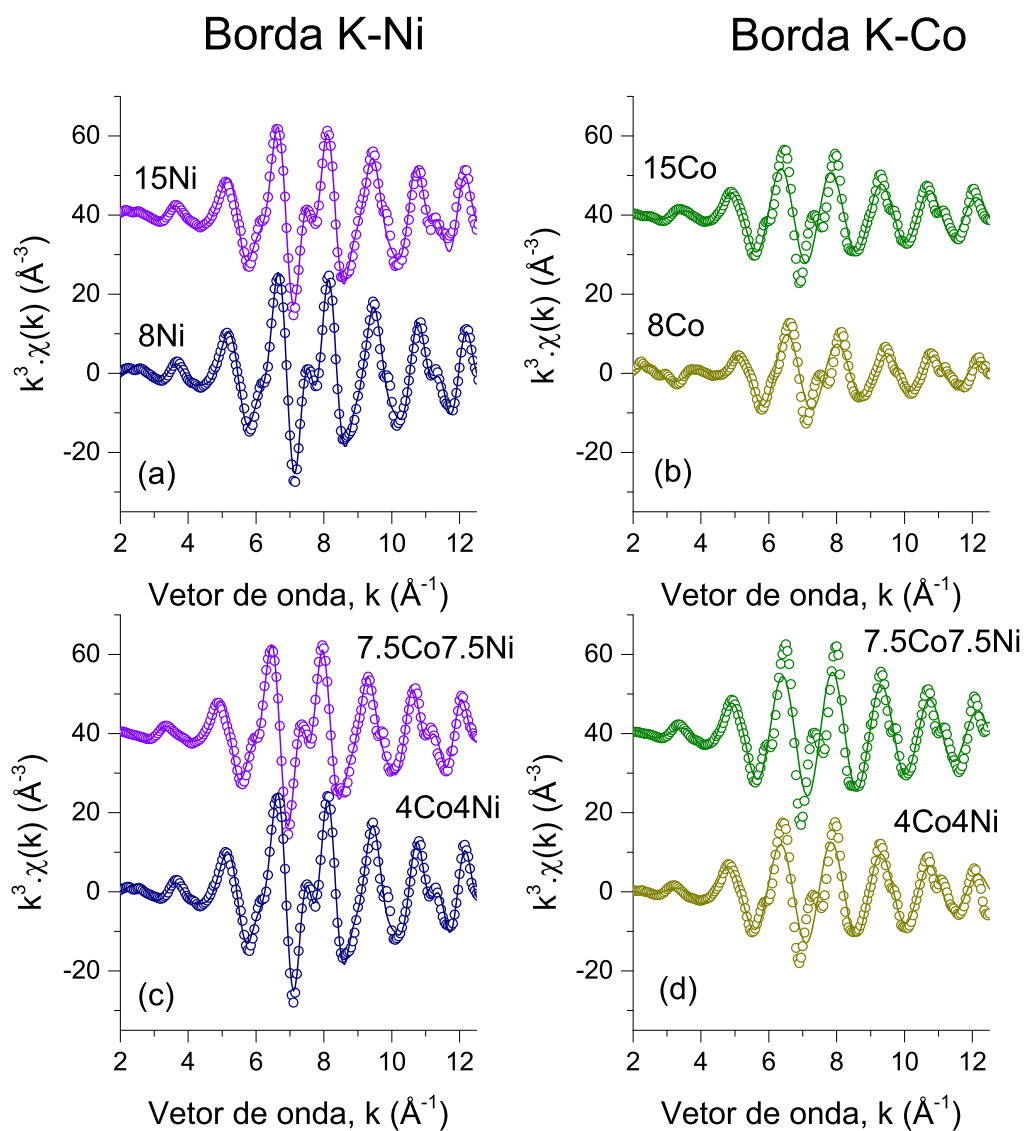 Borda K-Ni
Borda K-Co
60
40
20
0
-20
15Ni
8Ni
(a)
k³.χ(k) (Å⁻³)
2 4 6 8 10 12
Vetor de onda, k (Å⁻¹)
60
40
20
0
-20
15Co
8Co
(b)
k³.χ(k) (Å⁻³)
2 4 6 8 10 12
Vetor de onda, k (Å⁻¹)
60
40
20
0
-20
7.5Co7.5Ni
4Co4Ni
(c)
k³.χ(k) (Å⁻³)
2 4 6 8 10 12
Vetor de onda, k (Å⁻¹)
60
40
20
0
-20
7.5Co7.5Ni
4Co4Ni
(d)
k³.χ(k) (Å⁻³)
2 4 6 8 10 12
Vetor de onda, k (Å⁻¹)